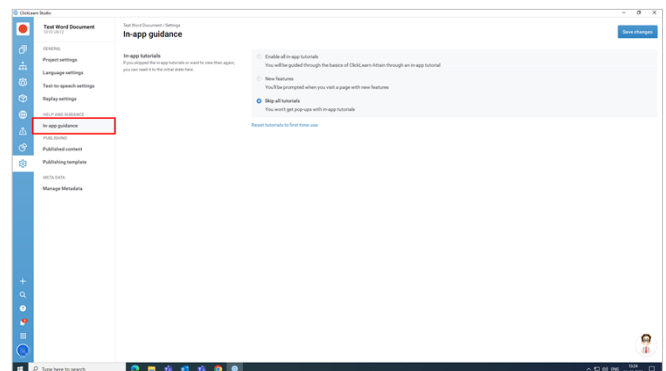 ClickLearn Studio
Test Word Document
Test Word Document / Settings
In-app guidance
Save changes
GENERAL
Project settings
Language settings
Text-to-speech settings
Replay settings
HELP AND GUIDANCE
In-app guidance
PUBLISHING
Published content
Publishing template
META DATA
Manage Metadata
In-app tutorials
If you skipped the in-app tutorials or want to view them again,
you can reset it to the initial state here.
Enable all in-app tutorials
You will be guided through the basics of ClickLearn Attain through an in-app tutorial
New features
You'll be prompted when you visit a page with new features
Skip all tutorials
You won't get pop-ups with in-app tutorials
Reset tutorials to first time use
Type here to search
ENG